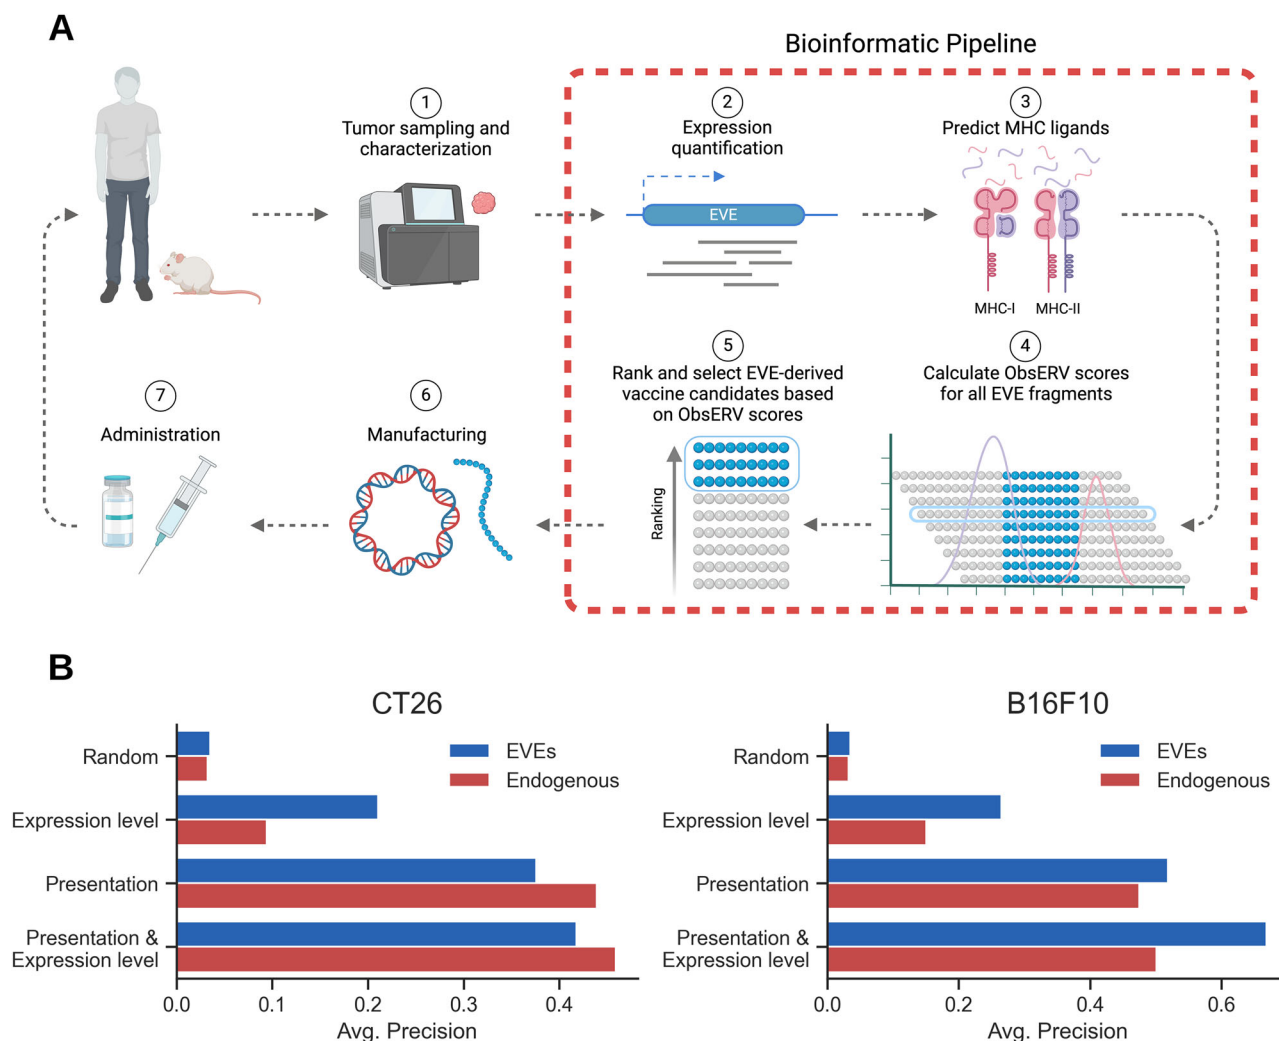 A
Bioinformatic Pipeline
1
Tumor sampling and
characterization
2
Expression
quantification
EVE
3
Predict MHC ligands
MHC-I
MHC-II
4
Calculate ObsERV scores
for all EVE fragments
5
Rank and select EVE-derived
vaccine candidates based
on ObsERV scores
Ranking
6
Manufacturing
7
Administration
B
CT26
EVEs
Endogenous
Random
Expression level
Presentation
Presentation &
Expression level
0.0
0.1
0.2
0.3
0.4
Avg. Precision
B16F10
EVEs
Endogenous
Random
Expression level
Presentation
Presentation &
Expression level
0.0
0.2
0.4
0.6
Avg. Precision